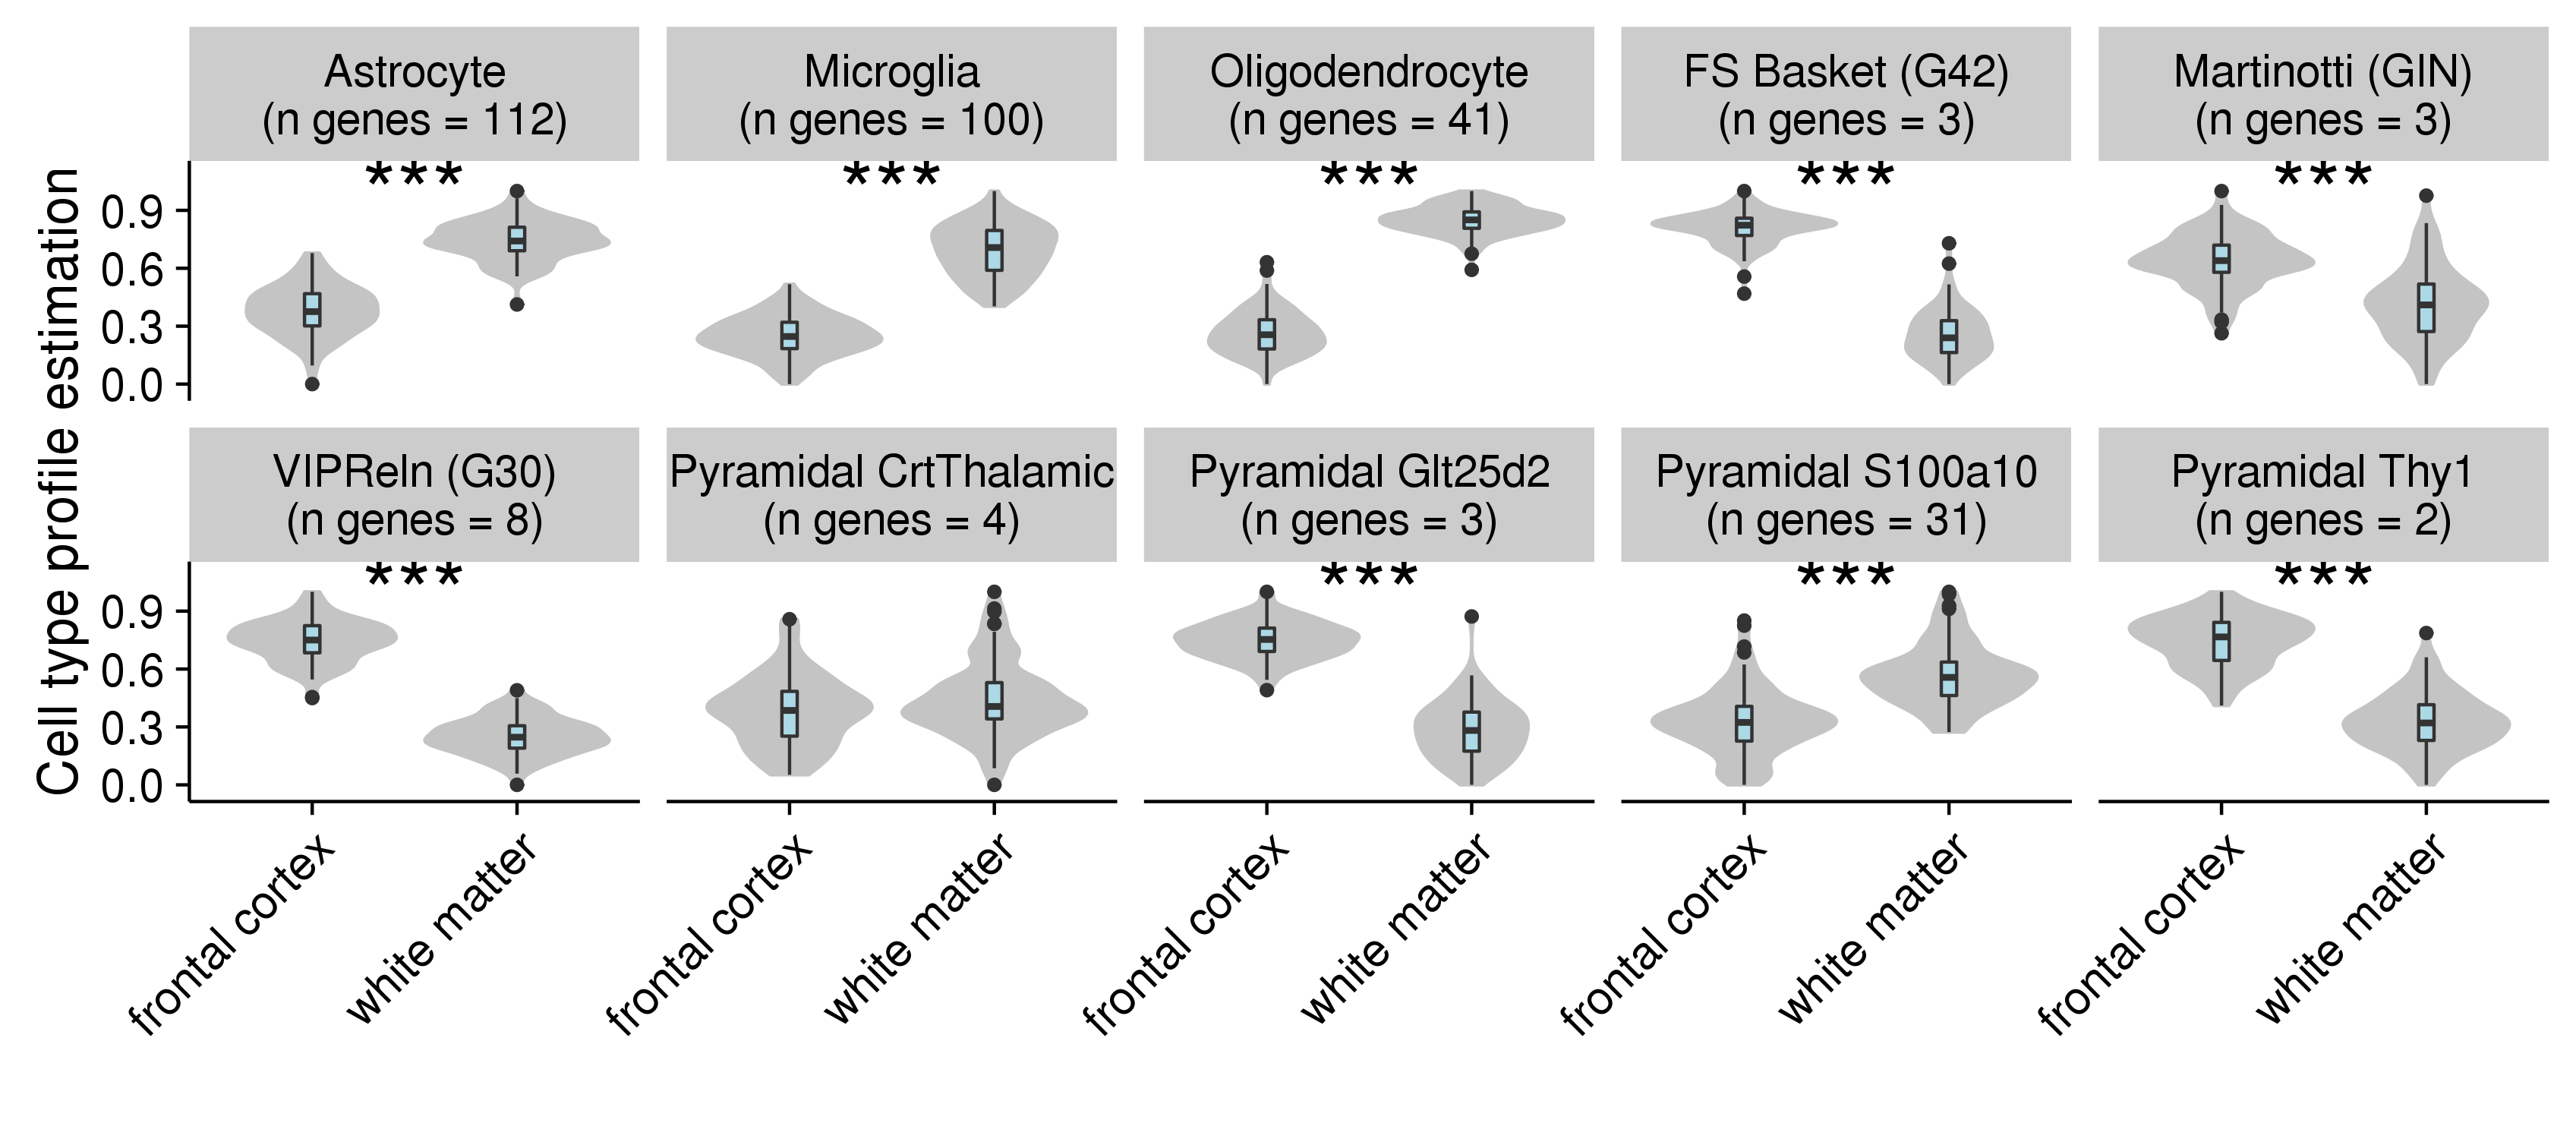 Astrocyte
(n genes = 112)
Microglia
(n genes = 100)
Oligodendrocyte
(n genes = 41)
FS Basket (G42)
(n genes = 3)
Martinotti (GIN)
(n genes = 3)
***
***
***
***
***
0.9
0.6
0.3
0.0
Cell type profile estimation
VIPReln (G30)
(n genes = 8)
Pyramidal CrtThalamic
(n genes = 4)
Pyramidal Glt25d2
(n genes = 3)
Pyramidal S100a10
(n genes = 31)
Pyramidal Thy1
(n genes = 2)
***
***
***
***
0.9
0.6
0.3
0.0
frontal cortex
white matter
frontal cortex
white matter
frontal cortex
white matter
frontal cortex
white matter
frontal cortex
white matter